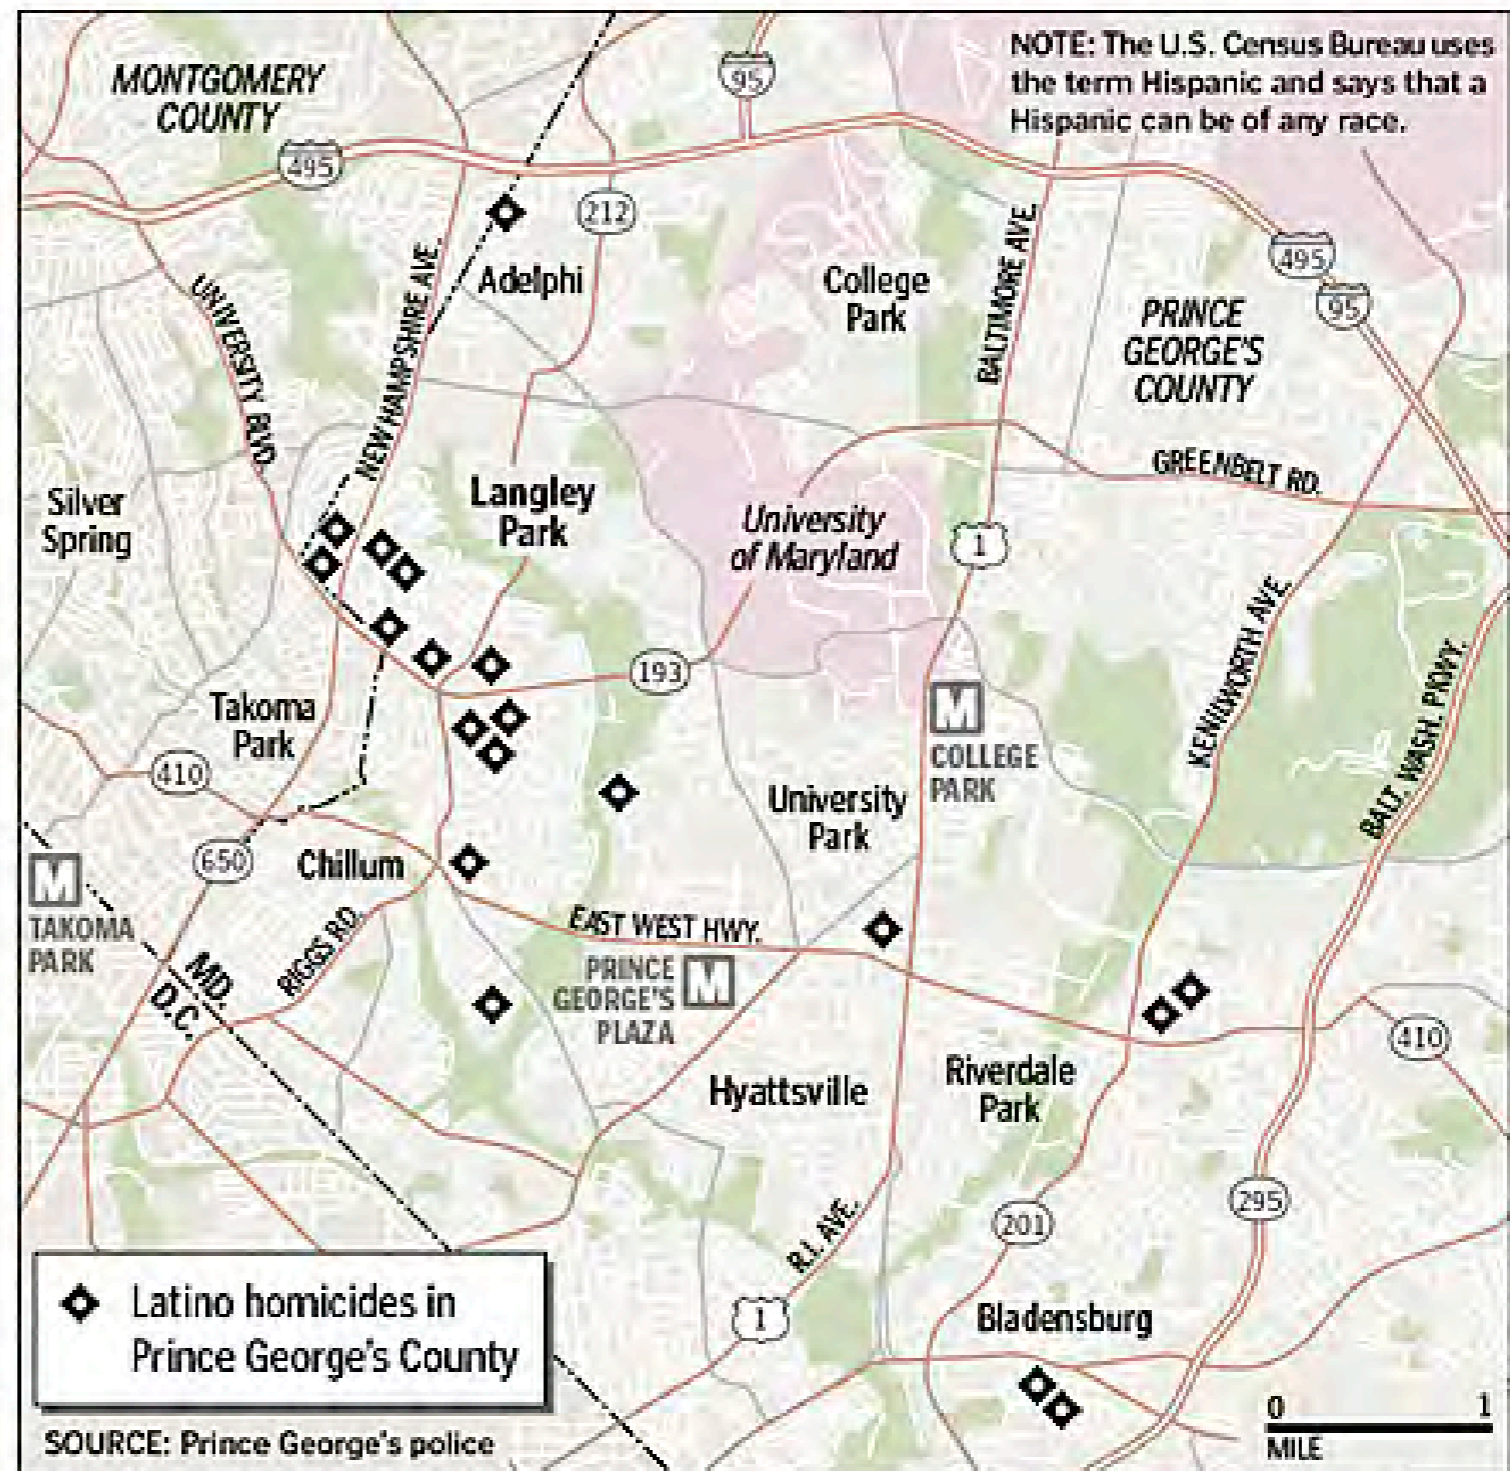 MONTGOMERY
COUNTY
95
NOTE: The U.S. Census Bureau uses
the term Hispanic and says that a
Hispanic can be of any race.
495
212
Adelphi
UNIVERSITY BLVD.
NEW HAMPSHIRE AVE.
College
Park
BALTIMORE AVE.
495
95
PRINCE
GEORGE'S
COUNTY
GREENBELT RD.
Silver
Spring
Langley
Park
University
of Maryland
1
KENILWORTH AVE.
BALT. WASH. PKWY.
193
Takoma
Park
M
COLLEGE
PARK
410
University
Park
650
Chillum
M
TAKOMA
PARK
MD.
D.C.
RIGGS RD.
EAST WEST HWY.
PRINCE
GEORGE'S
PLAZA
M
410
Hyattsville
Riverdale
Park
201
295
R.I. AVE.
1
Bladensburg
Latino homicides in
Prince George's County
SOURCE: Prince George's police
0 1
MILE